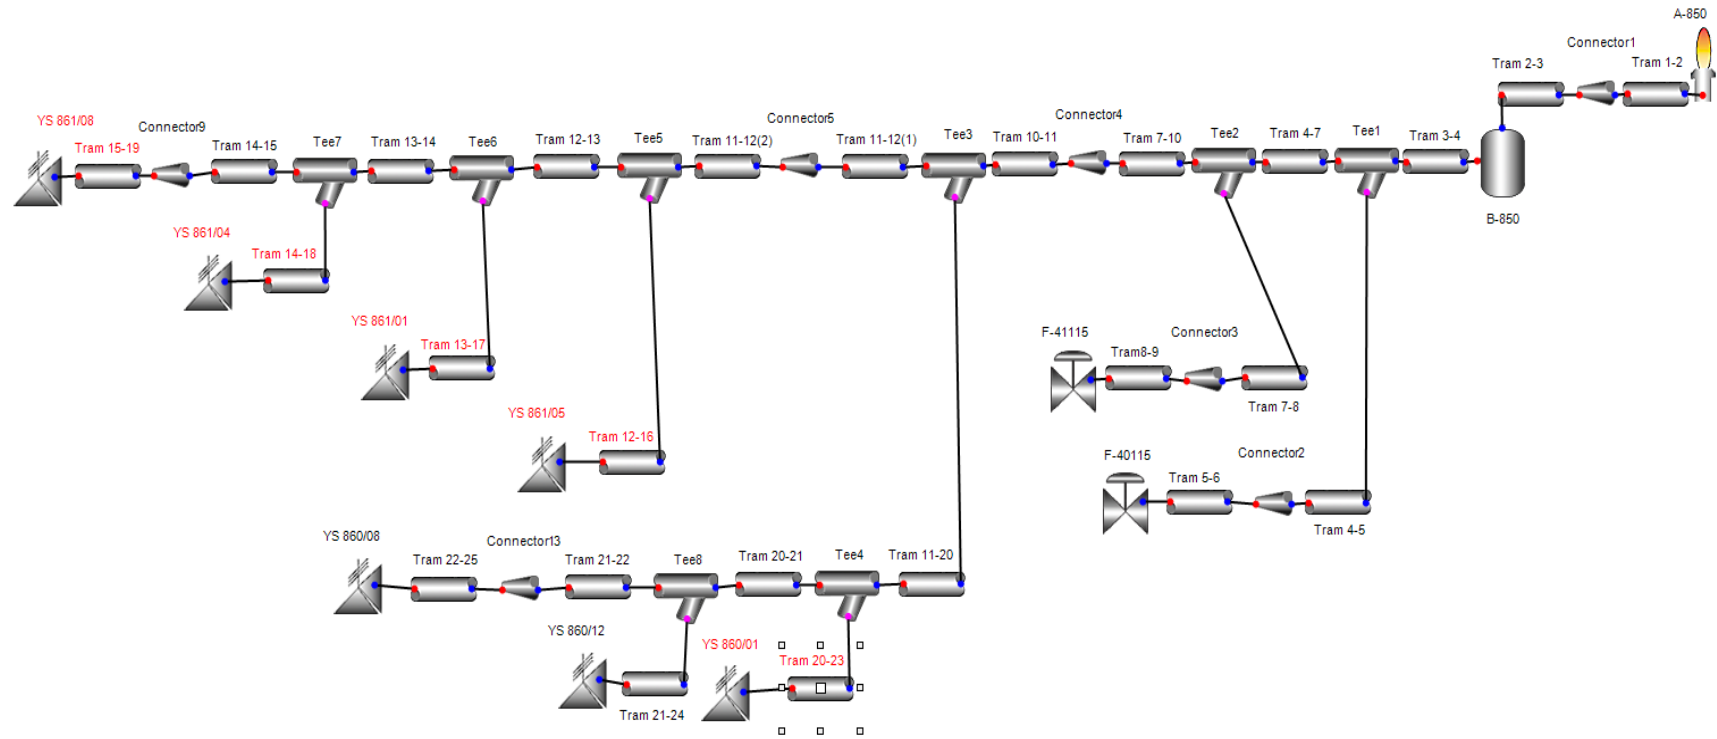 A-850
Connector1
Tram 2-3
Tram 1-2
YS 861/08
Connector9
Tram 15-19
Tram 14-15
Tee7
Tram 13-14
Tee6
Tram 12-13
Tee5
Tram 11-12(2)
Connector5
Tram 11-12(1)
Tee3
Tram 10-11
Connector4
Tram 7-10
Tee2
Tram 4-7
Tee1
Tram 3-4
B-850
YS 861/04
Tram 14-18
YS 861/01
Tram 13-17
F-41115
Connector3
Tram8-9
Tram 7-8
YS 861/05
Tram 12-16
F-40115
Connector2
Tram 5-6
Tram 4-5
YS 860/08
Connector13
Tram 22-25
Tram 21-22
Tee8
Tram 20-21
Tee4
Tram 11-20
YS 860/12
Tram 21-24
YS 860/01
Tram 20-23